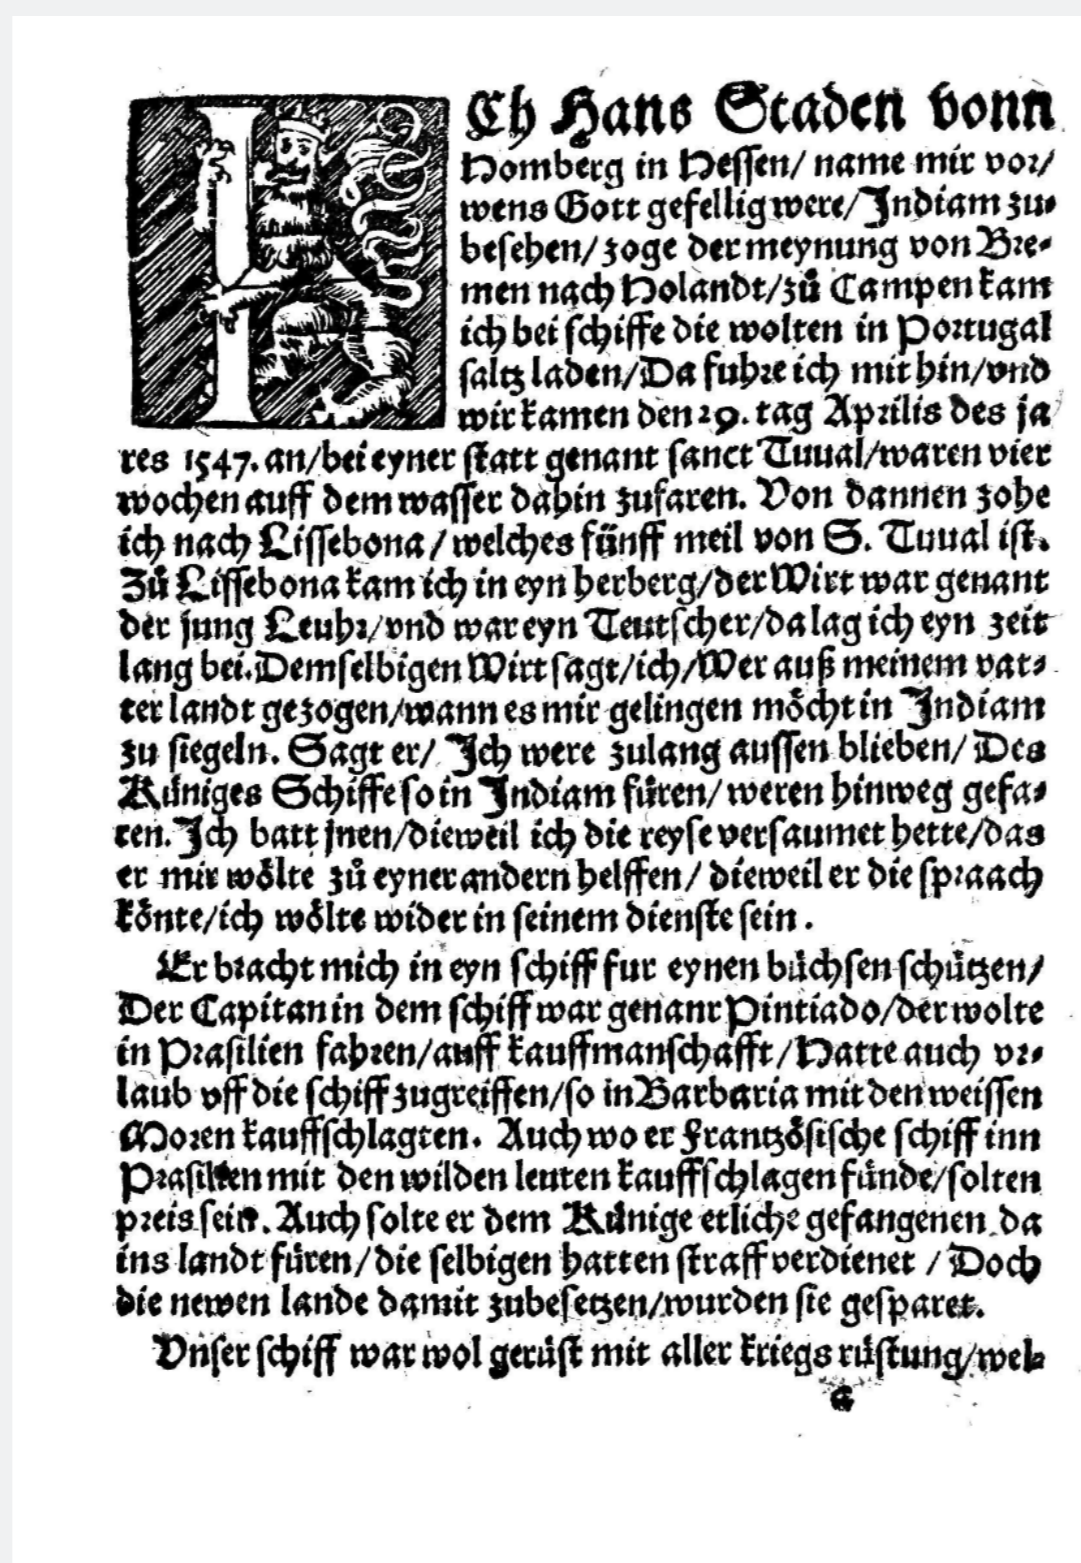 ICh Hans Staden vonn
Homberg in Hessen/ name mir vor/
wens Gott gefellig were/ Indiam zu-
besehen/ zoge der meynung von Bre-
men nach Holandt/ zů Campen kam
ich bei schiffe die wolten in Portugal
saltz laden/ Da fuhre ich mit hin/ vnd
wir kamen den 29. tag Aprilis des ja
res 1547. an/ bei eyner statt genant sanct Tuual/ waren vier
wochen auff dem wasser dahin zufaren. Von dannen zohe
ich nach Lissebona/ welches fünff meil von S. Tuual ist.
Zů Lissebona kam ich in eyn herberg/ der Wirt war genant
der jung Leuhr/ vnd war eyn Teutscher/ da lag ich eyn zeit
lang bei. Demselbigen Wirt sagt/ ich/ Wer auß meinem vat-
ter landt gezogen/ wann es mir gelingen möcht in Indiam
zu siegeln. Sagt er/ Ich were zulang aussen blieben/ Des
Küniges Schiffe so in Indiam füren/ weren hinweg gefa-
ren. Ich batt jnen/ dieweil ich die reyse versaumet hette/ das
er mir wölte zů eyner andern helffen/ dieweil er die spraach
könte/ ich wölte wider in seinem dienste sein.
Er bracht mich in eyn schiff fur eynen büchsen schützen/
Der Capitan in dem schiff war genant Pintiado/ der wolte
in Prasilien fahren/ auff kauffmanschafft/ Hatte auch vr-
laub vff die schiff zugreiffen/ so in Barbaria mit den weissen
Moren kauffschlagten. Auch wo er Frantzösische schiff inn
Prasilien mit den wilden leuten kauffschlagen fünde/ solten
preis sein. Auch solte er dem Künige etliche gefangenen da
ins landt füren/ die selbigen hatten straff verdienet / Doch
die newen lande damit zubesetzen/ wurden sie gesparet.
Vnser schiff war wol gerüst mit aller kriegs rüstung/ wel-